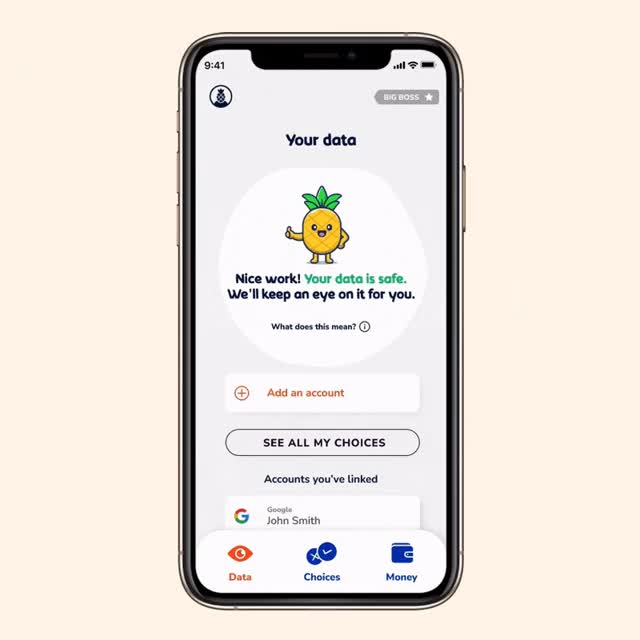 9:41
BIG BOSS
Your data
Nice work! Your data is safe.
We'll keep an eye on it for you.
What does this mean?
Add an account
SEE ALL MY CHOICES
Accounts you've linked
Google
John Smith
Data
Choices
Money